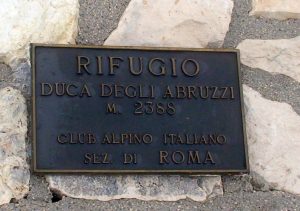 RIFUGIO
DUCA DEGLI ABRUZZI
M. 2388
CLUB ALPINO ITALIANO
SEZ. DI ROMA